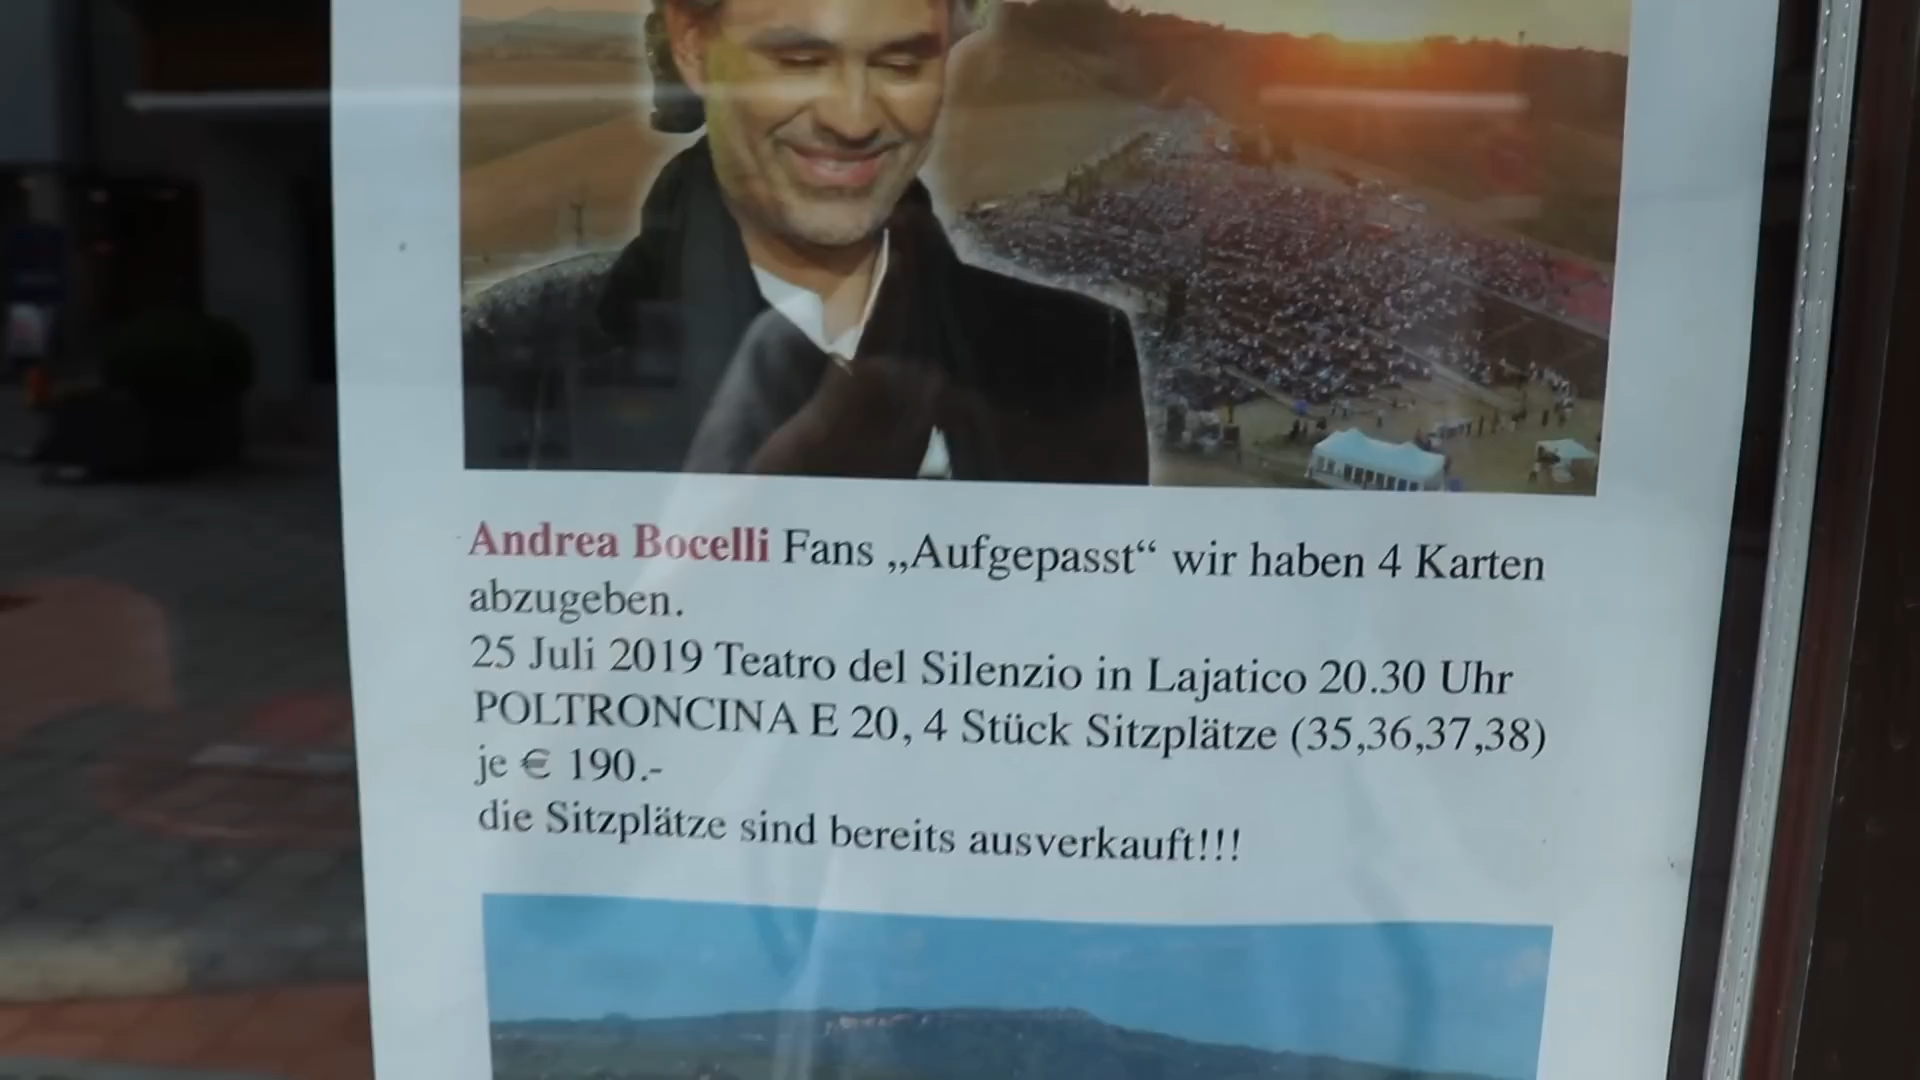 Andrea Bocelli Fans „Aufgepasst“ wir haben 4 Karten
abzugeben.
25 Juli 2019 Teatro del Silenzio in Lajatico 20.30 Uhr
POLTRONCINA E 20, 4 Stück Sitzplätze (35,36,37,38)
je € 190.-
die Sitzplätze sind bereits ausverkauft!!!